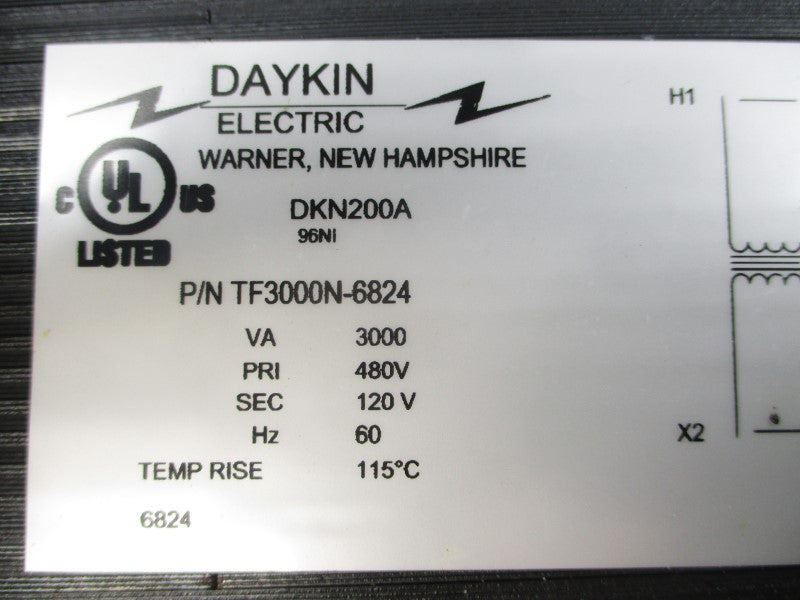 DAYKIN
ELECTRIC
WARNER, NEW HAMPSHIRE
C UL US
LISTED
DKN200A
96NI
P/N TF3000N-6824
VA 3000
PRI 480V
SEC 120 V
Hz 60
TEMP RISE 115°C
6824
H1
X2